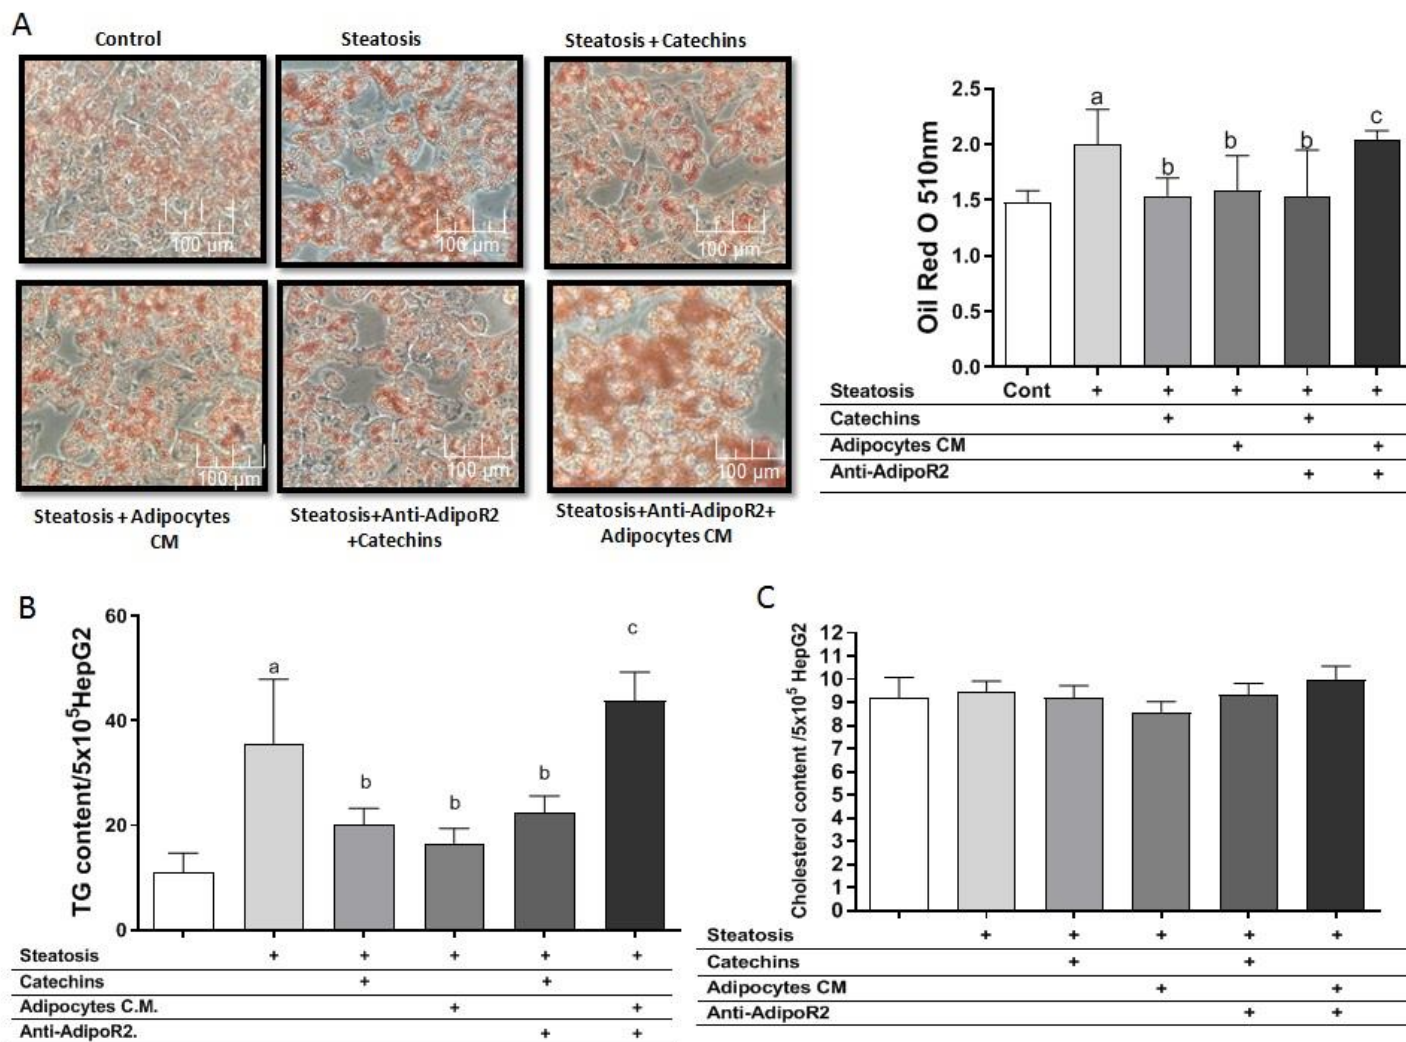 A
Control
Steatosis
Steatosis + Catechins
100 µm
100 µm
100 µm
100 µm
100 µm
100 µm
Steatosis + Adipocytes
CM
Steatosis+Anti-AdipoR2
+Catechins
Steatosis+Anti-AdipoR2+
Adipocytes CM
Oil Red O 510nm
2.5
2.0
1.5
1.0
0.5
0.0
a
b
b
b
c
Steatosis Cont + + + + +
Catechins + +
Adipocytes CM + +
Anti-AdipoR2 + +
B
TG content/5x10⁵HepG2
60
40
20
0
a
b
b
b
c
Steatosis + + + + +
Catechins + +
Adipocytes C.M. + +
Anti-AdipoR2. + +
C
Cholesterol content /5x10⁵ HepG2
12
11
10
9
8
7
6
5
4
3
2
1
0
Steatosis + + + + +
Catechins + +
Adipocytes CM + +
Anti-AdipoR2 + +